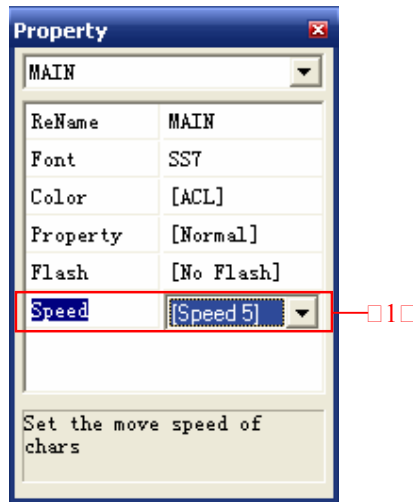 Property
MAIN
ReName MAIN
Font SS7
Color [ACL]
Property [Normal]
Flash [No Flash]
Speed [Speed 5]
□1□
Set the move speed of
chars